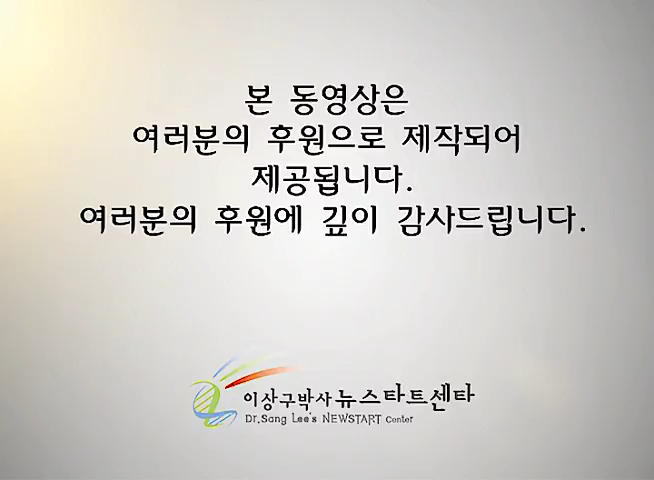 본 동영상은
여러분의 후원으로 제작되어
제공됩니다.
여러분의 후원에 깊이 감사드립니다.
이상구박사 뉴스타트센타
Dr.Sang Lee's NEWSTART Center